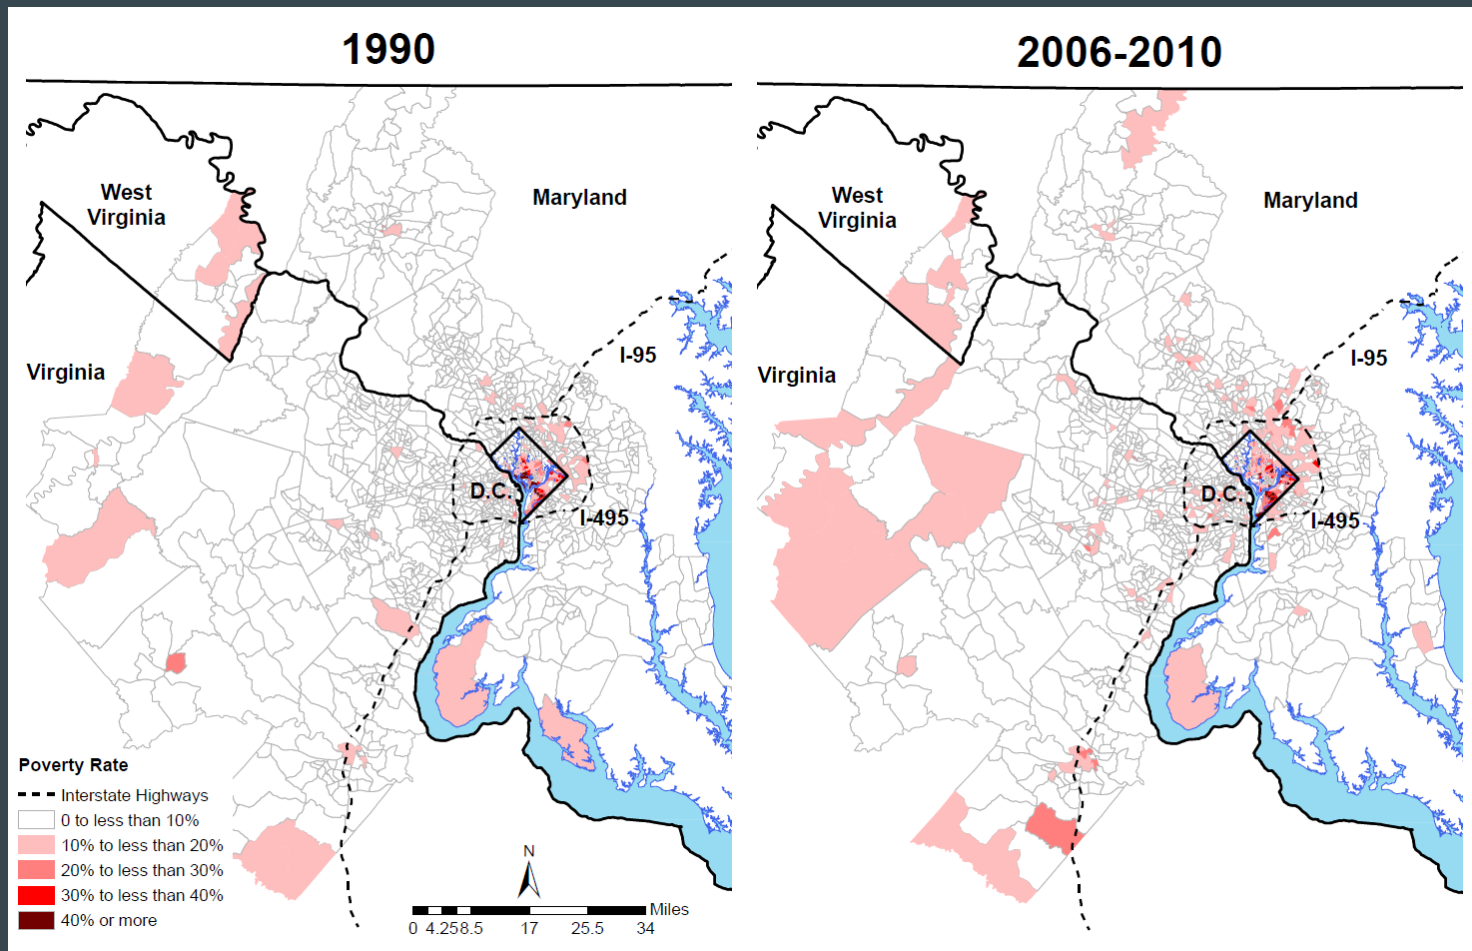 1990
West
Virginia
Maryland
I-95
Virginia
D.C.
I-495
Poverty Rate
Interstate Highways
0 to less than 10%
10% to less than 20%
20% to less than 30%
30% to less than 40%
40% or more
N
Miles
0 4.25 8.5 17 25.5 34
2006-2010
West
Virginia
Maryland
I-95
Virginia
D.C.
I-495